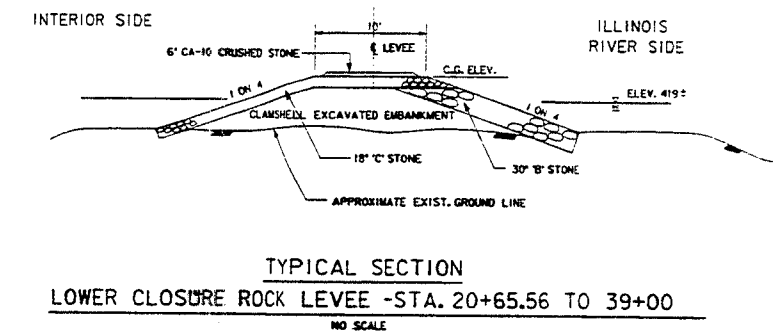 INTERIOR SIDE
10'
ILLINOIS
RIVER SIDE
℄ LEVEE
6" CA-10 CRUSHED STONE
C.G. ELEV.
1 ON 4
ELEV. 419±
1 ON 4
CLAMSHELL EXCAVATED EMBANKMENT
18" "C" STONE
30" "B" STONE
APPROXIMATE EXIST. GROUND LINE
TYPICAL SECTION
LOWER CLOSURE ROCK LEVEE -STA. 20+65.56 TO 39+00
NO SCALE